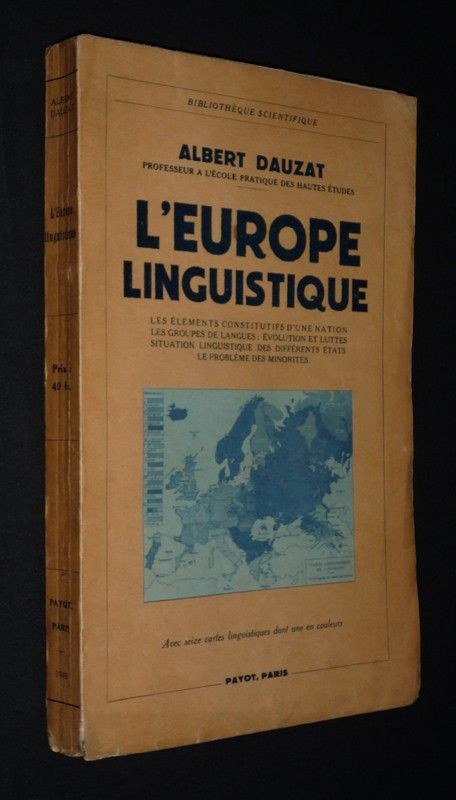 BIBLIOTHÈQUE SCIENTIFIQUE
ALBERT DAUZAT
PROFESSEUR A L'ÉCOLE PRATIQUE DES HAUTES ÉTUDES
L'EUROPE
LINGUISTIQUE
LES ÉLÉMENTS CONSTITUTIFS D'UNE NATION
LES GROUPES DE LANGUES : ÉVOLUTION ET LUTTES
SITUATION LINGUISTIQUE DES DIFFÉRENTS ÉTATS
LE PROBLÈME DES MINORITÉS
Avec seize cartes linguistiques dont une en couleurs
PAYOT, PARIS
ALBERT
DAUZAT
L'Europe
linguistique
Prix :
40 fr.
PAYOT,
PARIS